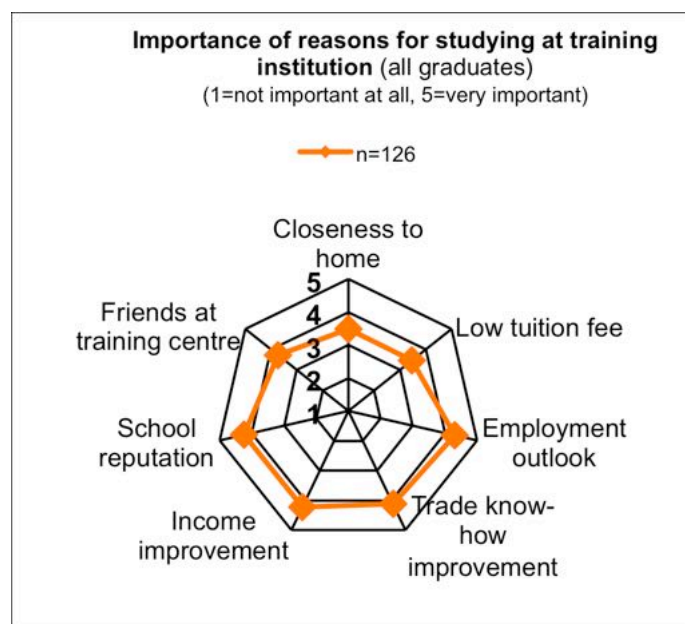 Importance of reasons for studying at training
institution (all graduates)
(1=not important at all, 5=very important)
n=126
Closeness to
home
5
4
3
2
1
Low tuition fee
Employment
outlook
Trade know-
how
improvement
Income
improvement
School
reputation
Friends at
training centre